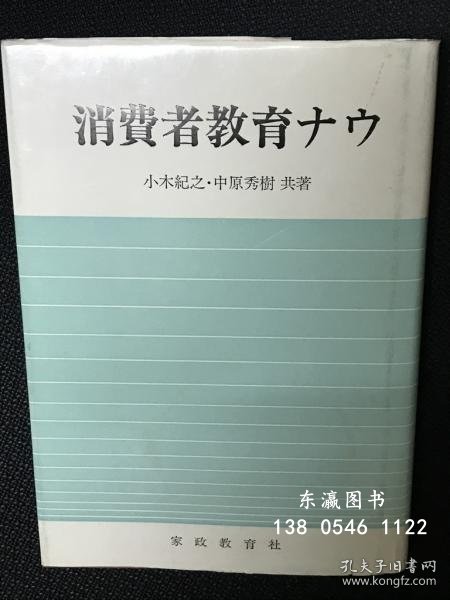 消費者教育ナウ
小木紀之・中原秀樹 共著
东瀛图书
138 0546 1122
家政教育社
孔夫子旧书网
www.kongfz.com